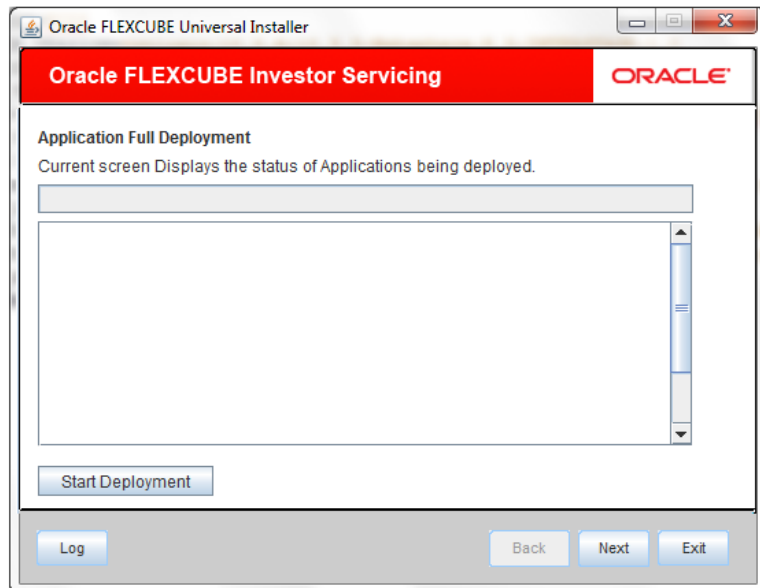 Oracle FLEXCUBE Universal Installer
Oracle FLEXCUBE Investor Servicing
ORACLE
Application Full Deployment
Current screen Displays the status of Applications being deployed.
Start Deployment
Log
Back
Next
Exit